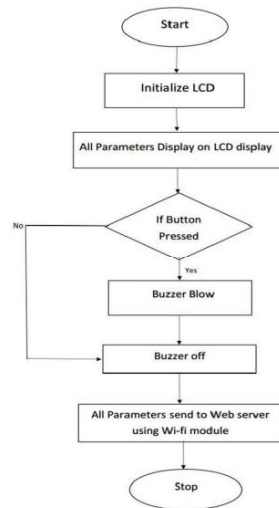 Start
Initialize LCD
All Parameters Display on LCD display
If Button
Pressed
No
Yes
Buzzer Blow
Buzzer off
All Parameters send to Web server
using Wi-fi module
Stop